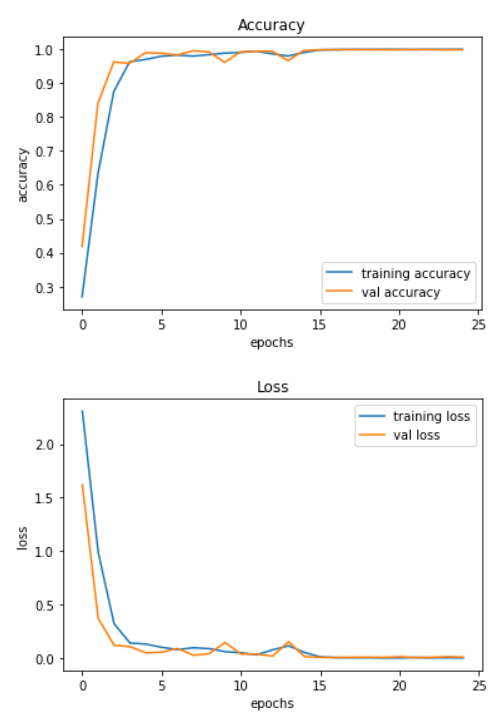 Accuracy
1.0
0.9
0.8
0.7
0.6
0.5
0.4
0.3
accuracy
training accuracy
val accuracy
0 5 10 15 20 25
epochs
Loss
training loss
val loss
2.0
1.5
1.0
0.5
0.0
loss
0 5 10 15 20 25
epochs